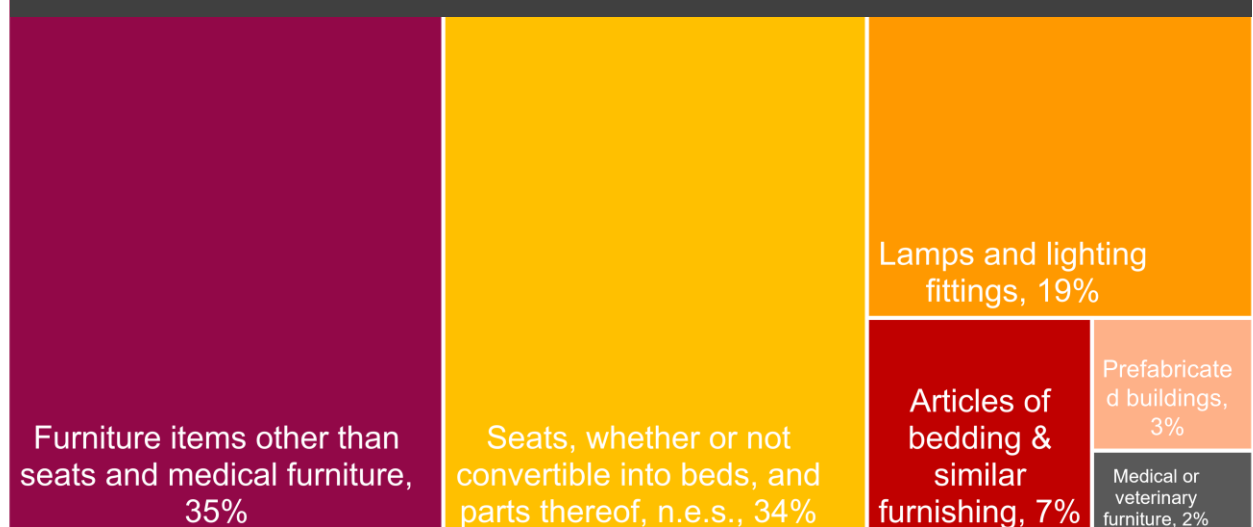 Furniture items other than
seats and medical furniture,
35%
Seats, whether or not
convertible into beds, and
parts thereof, n.e.s., 34%
Lamps and lighting
fittings, 19%
Articles of
bedding &
similar
furnishing, 7%
Prefabricate
d buildings,
3%
Medical or
veterinary
furniture, 2%